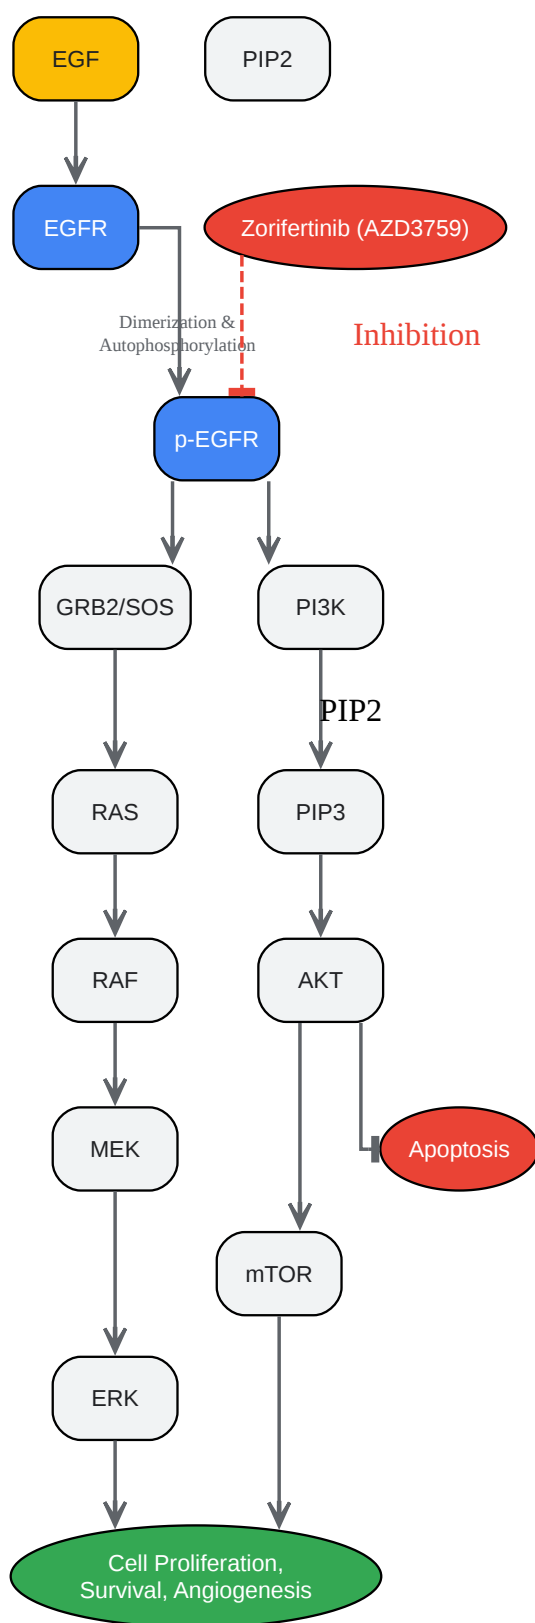 EGF
PIP2
EGFR
Zorifertinib (AZD3759)
Dimerization &
Autophosphorylation
Inhibition
p-EGFR
GRB2/SOS
PI3K
PIP2
RAS
PIP3
RAF
AKT
MEK
Apoptosis
mTOR
ERK
Cell Proliferation,
Survival, Angiogenesis